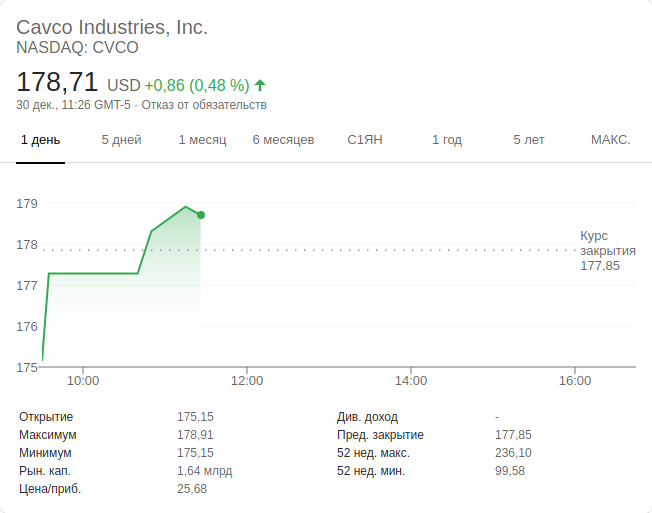 Cavco Industries, Inc.
NASDAQ: CVCO
178,71 USD +0,86 (0,48 %)
30 дек., 11:26 GMT-5 · Отказ от обязательств
1 день 5 дней 1 месяц 6 месяцев С1ЯН 1 год 5 лет МАКС.
179
178
177
176
175
Курс
закрытия
177,85
10:00 12:00 14:00 16:00
Открытие 175,15 Див. доход -
Максимум 178,91 Пред. закрытие 177,85
Минимум 175,15 52 нед. макс. 236,10
Рын. кап. 1,64 млрд 52 нед. мин. 99,58
Цена/приб. 25,68